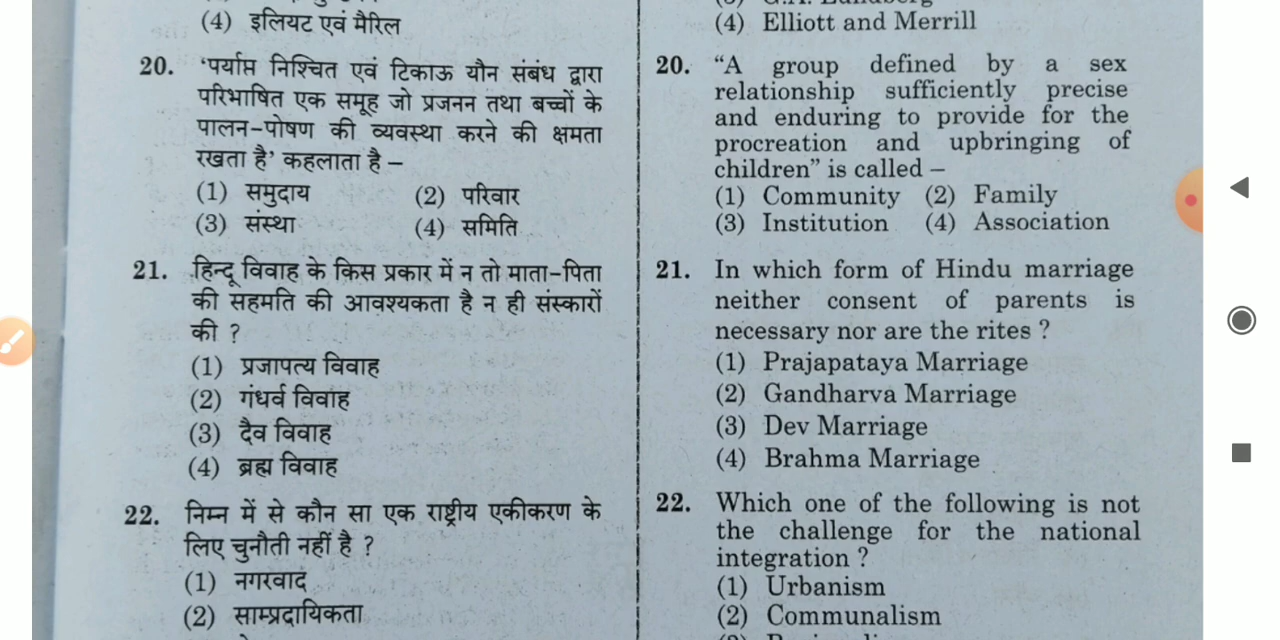 (4) इलियट एवं मैरिल
20. 'पर्याप्त निश्चित एवं टिकाऊ यौन संबंध द्वारा
परिभाषित एक समूह जो प्रजनन तथा बच्चों के
पालन-पोषण की व्यवस्था करने की क्षमता
रखता है' कहलाता है –
(1) समुदाय (2) परिवार
(3) संस्था (4) समिति
21. हिन्दू विवाह के किस प्रकार में न तो माता-पिता
की सहमति की आवश्यकता है न ही संस्कारों
की ?
(1) प्रजापत्य विवाह
(2) गंधर्व विवाह
(3) दैव विवाह
(4) ब्रह्म विवाह
22. निम्न में से कौन सा एक राष्ट्रीय एकीकरण के
लिए चुनौती नहीं है ?
(1) नगरवाद
(2) साम्प्रदायिकता
(4) Elliott and Merrill
20. “A group defined by a sex
relationship sufficiently precise
and enduring to provide for the
procreation and upbringing of
children” is called –
(1) Community (2) Family
(3) Institution (4) Association
21. In which form of Hindu marriage
neither consent of parents is
necessary nor are the rites ?
(1) Prajapataya Marriage
(2) Gandharva Marriage
(3) Dev Marriage
(4) Brahma Marriage
22. Which one of the following is not
the challenge for the national
integration ?
(1) Urbanism
(2) Communalism